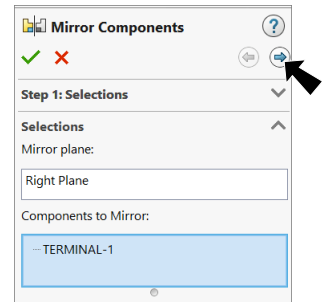 Mirror Components
?
Step 1: Selections
Selections
Mirror plane:
Right Plane
Components to Mirror:
TERMINAL-1